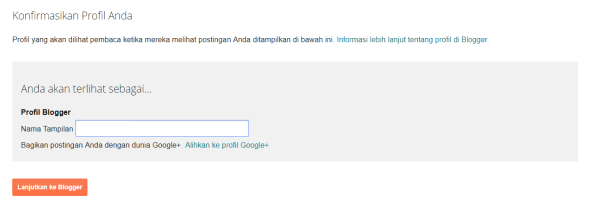 Konfirmasikan Profil Anda
Profil yang akan dilihat pembaca ketika mereka melihat postingan Anda ditampilkan di bawah ini. Informasi lebih lanjut tentang profil di Blogger.
Anda akan terlihat sebagai...
Profil Blogger
Nama Tampilan
Bagikan postingan Anda dengan dunia Google+. Alihkan ke profil Google+
Lanjutkan ke Blogger